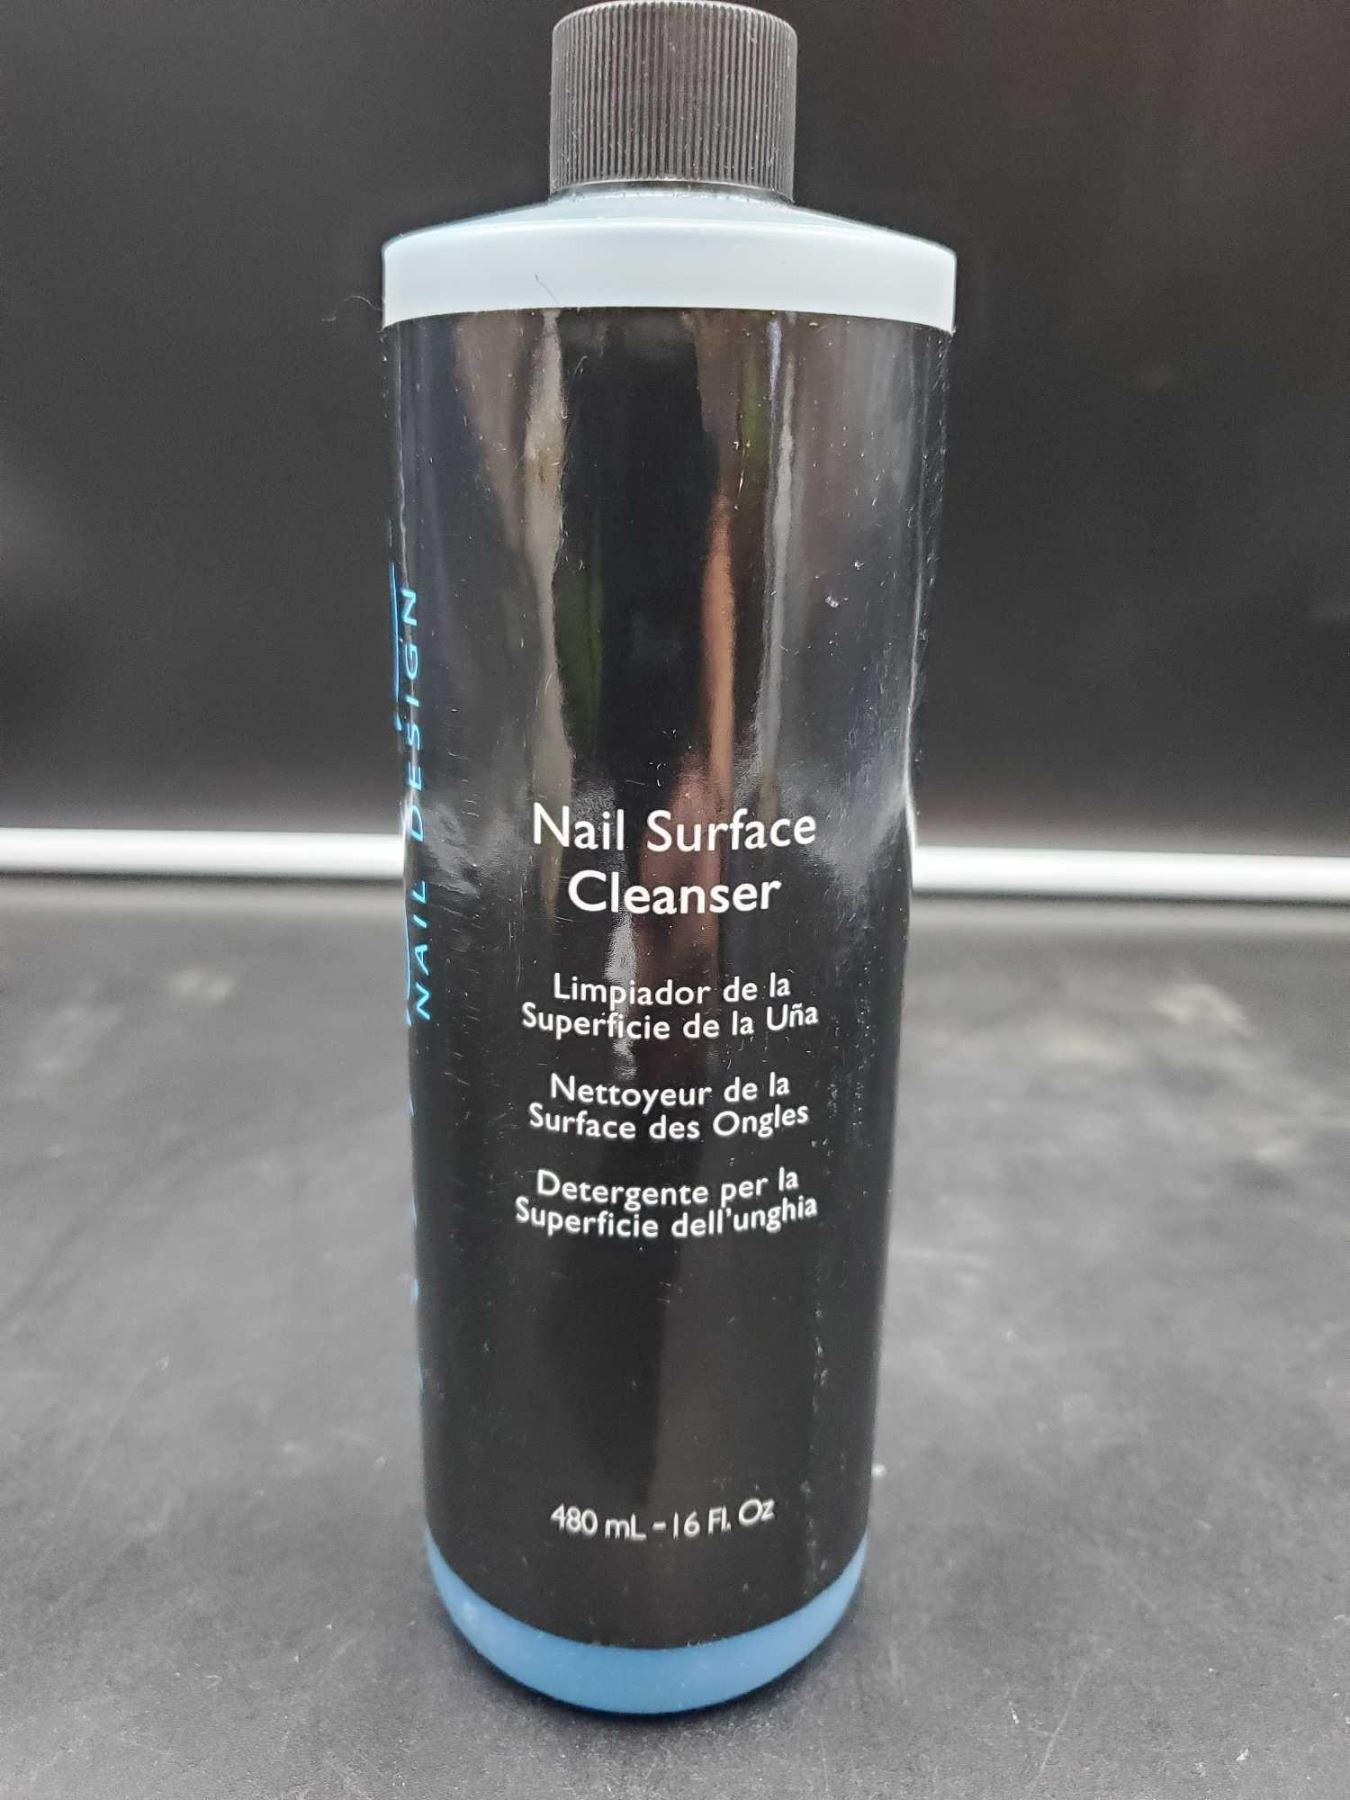 NAIL DESIGN
Nail Surface
Cleanser
Limpiador de la
Superficie de la Uña
Nettoyeur de la
Surface des Ongles
Detergente per la
Superficie dell'unghia
480 mL - 16 Fl. Oz